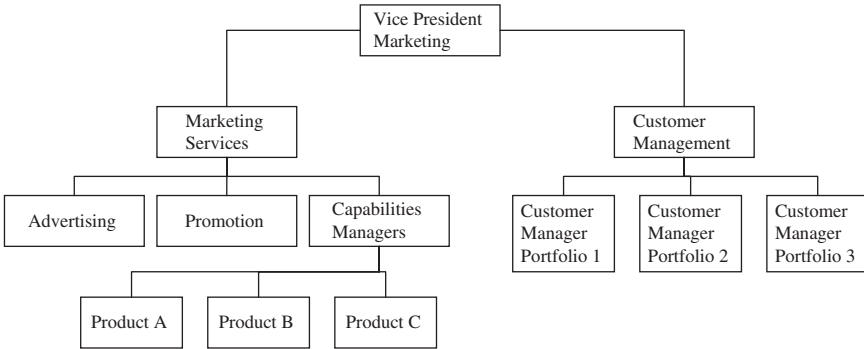 Vice President
Marketing
Marketing
Services
Customer
Management
Advertising
Promotion
Capabilities
Managers
Customer
Manager
Portfolio 1
Customer
Manager
Portfolio 2
Customer
Manager
Portfolio 3
Product A
Product B
Product C